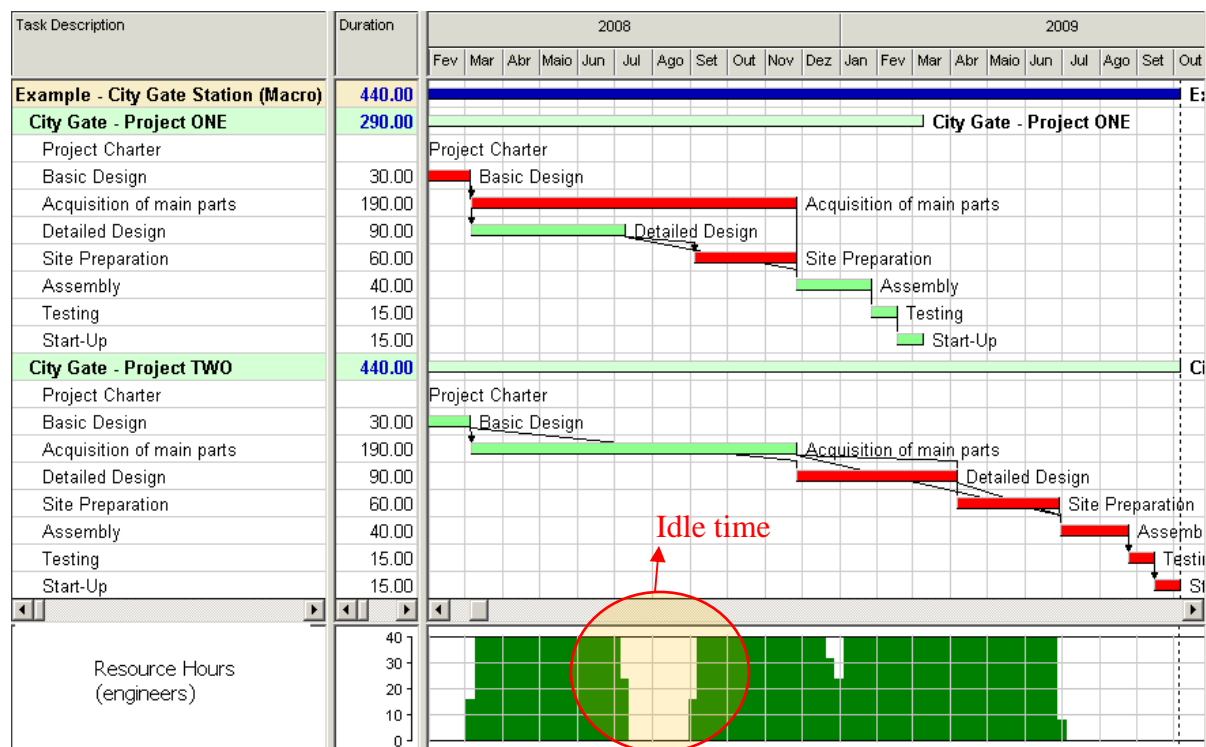 Task Description Duration 2008 2009
Fev Mar Abr Maio Jun Jul Ago Set Out Nov Dez Jan Fev Mar Abr Maio Jun Jul Ago Set Out
Example - City Gate Station (Macro) 440.00
City Gate - Project ONE 290.00 City Gate - Project ONE
Project Charter Project Charter
Basic Design 30.00 Basic Design
Acquisition of main parts 190.00 Acquisition of main parts
Detailed Design 90.00 Detailed Design
Site Preparation 60.00 Site Preparation
Assembly 40.00 Assembly
Testing 15.00 Testing
Start-Up 15.00 Start-Up
City Gate - Project TWO 440.00 Ci
Project Charter Project Charter
Basic Design 30.00 Basic Design
Acquisition of main parts 190.00 Acquisition of main parts
Detailed Design 90.00 Detailed Design
Site Preparation 60.00 Site Preparation
Assembly 40.00 Assemb
Testing 15.00 Testi
Start-Up 15.00 St
Idle time
Resource Hours
(engineers)
40
30
20
10
0